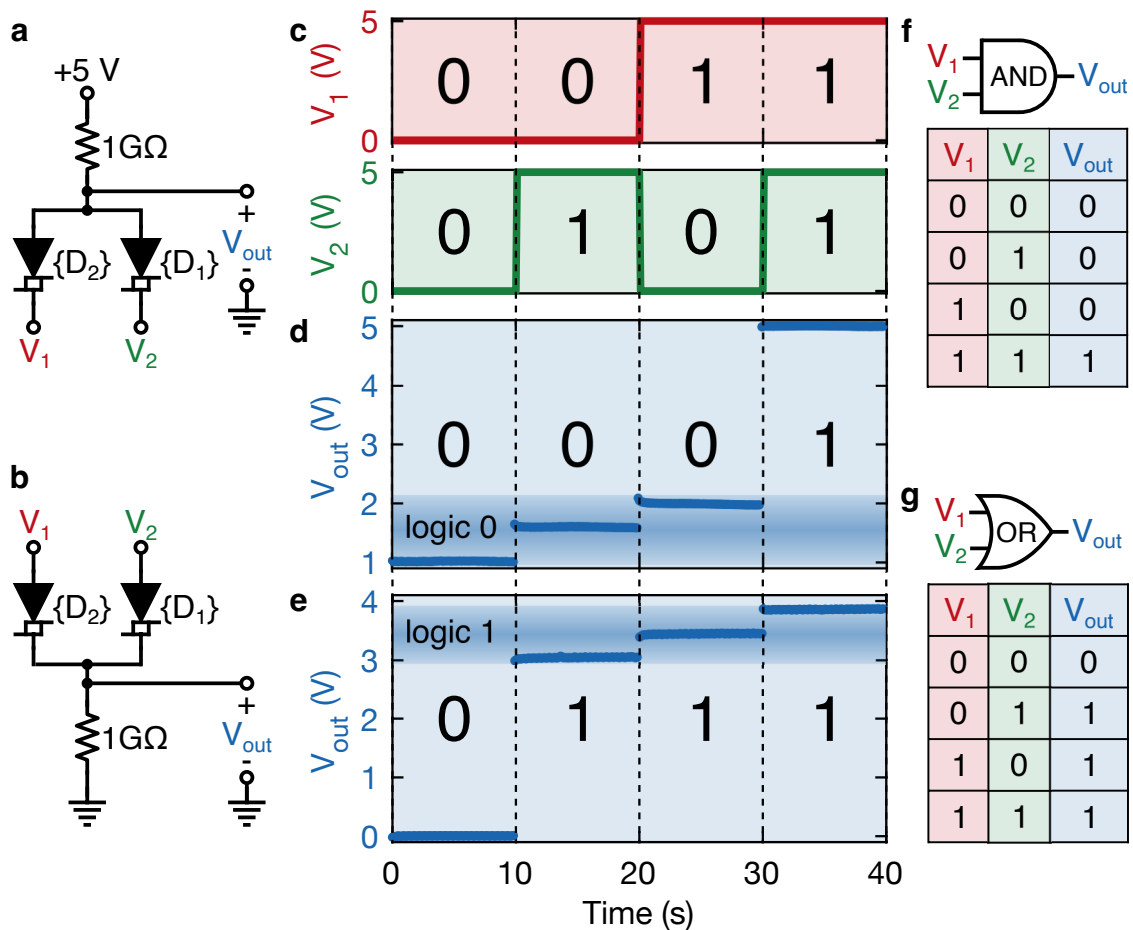 a
+5 V
1GΩ
{D2} {D1}
+
Vout
-
V1 V2
b
V1 V2
{D2} {D1}
+
1GΩ
Vout
-
c
V1 (V)
5
0
0 0 1 1
V2 (V)
5
0
0 1 0 1
d
Vout (V)
5
4
3
2
1
0 0 0 1
logic 0
e
Vout (V)
4
3
2
1
0
logic 1
0 1 1 1
0 10 20 30 40
Time (s)
f
V1
V2
AND
Vout
V1 V2 Vout
0 0 0
0 1 0
1 0 0
1 1 1
g
V1
V2
OR
Vout
V1 V2 Vout
0 0 0
0 1 1
1 0 1
1 1 1